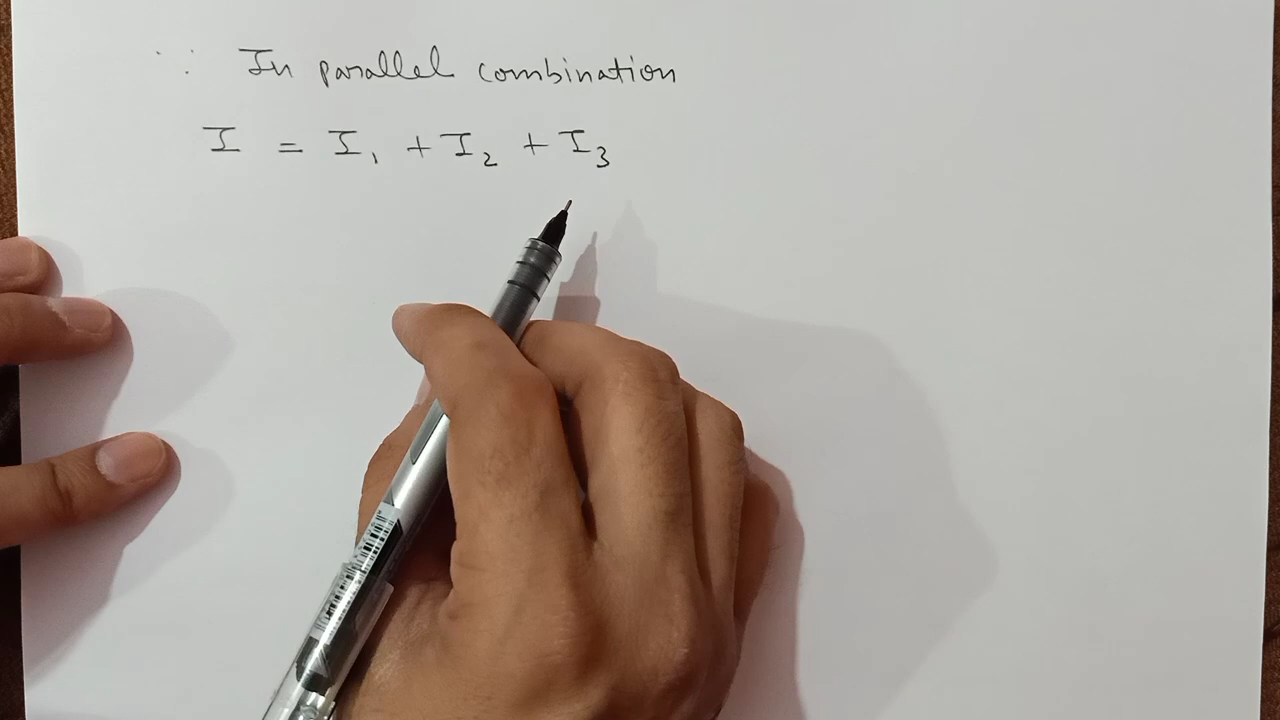 ∵ In parallel combination
I = I₁ + I₂ + I₃